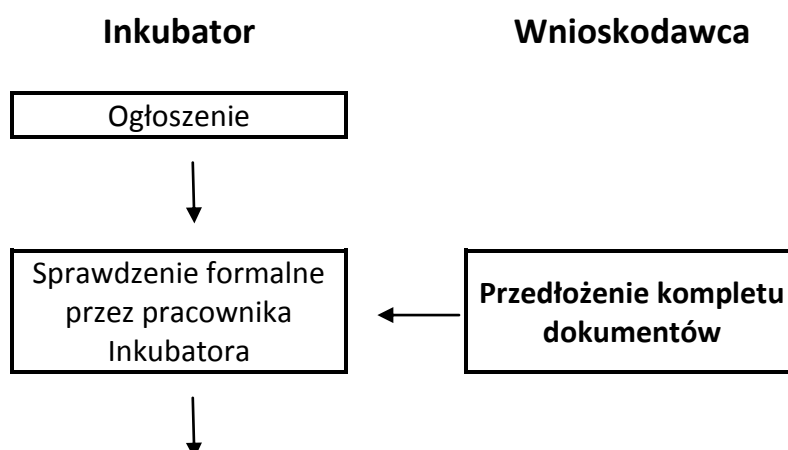 Inkubator
Wnioskodawca
Ogłoszenie
Sprawdzenie formalne
przez pracownika
Inkubatora
Przedłożenie kompletu
dokumentów